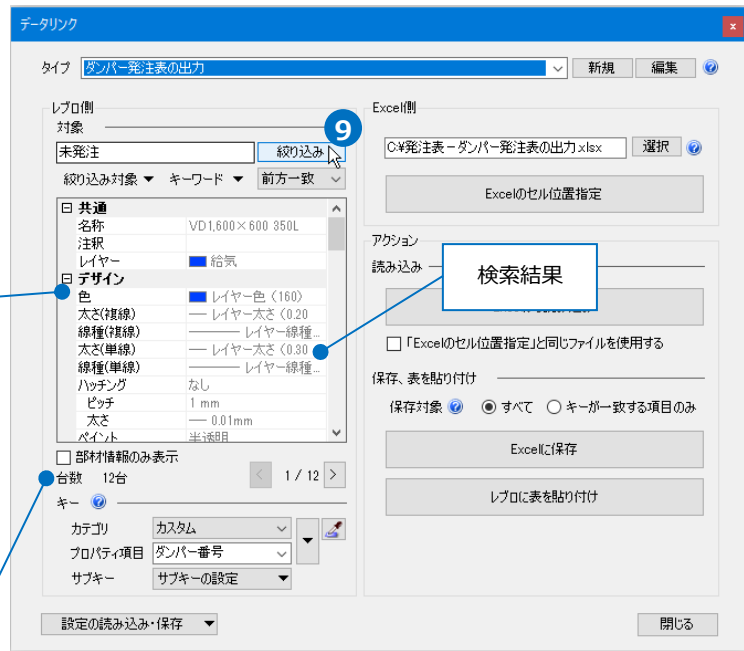 データリンク
タイプ ダンパー発注表の出力 新規 編集
レブロ側
対象
9
未発注 絞り込み
絞り込み対象 キーワード 前方一致
共通
名称 VD1,600×600 350L
注釈
レイヤー 給気
デザイン
色 レイヤー色（160）
太さ(複線) レイヤー太さ（0.20
線種(複線) レイヤー線種...
太さ(単線) レイヤー太さ（0.30
線種(単線) レイヤー線種...
ハッチング なし
ピッチ 1 mm
太さ 0.01mm
ペイント 半透明
部材情報のみ表示
台数 12台 < 1 / 12 >
キー
カテゴリ カスタム
プロパティ項目 ダンパー番号
サブキー サブキーの設定
設定の読み込み・保存
Excel側
C:¥発注表－ダンパー発注表の出力.xlsx 選択
Excelのセル位置指定
アクション
読み込み
検索結果
「Excelのセル位置指定」と同じファイルを使用する
保存、表を貼り付け
保存対象 すべて キーが一致する項目のみ
Excelに保存
レブロに表を貼り付け
閉じる